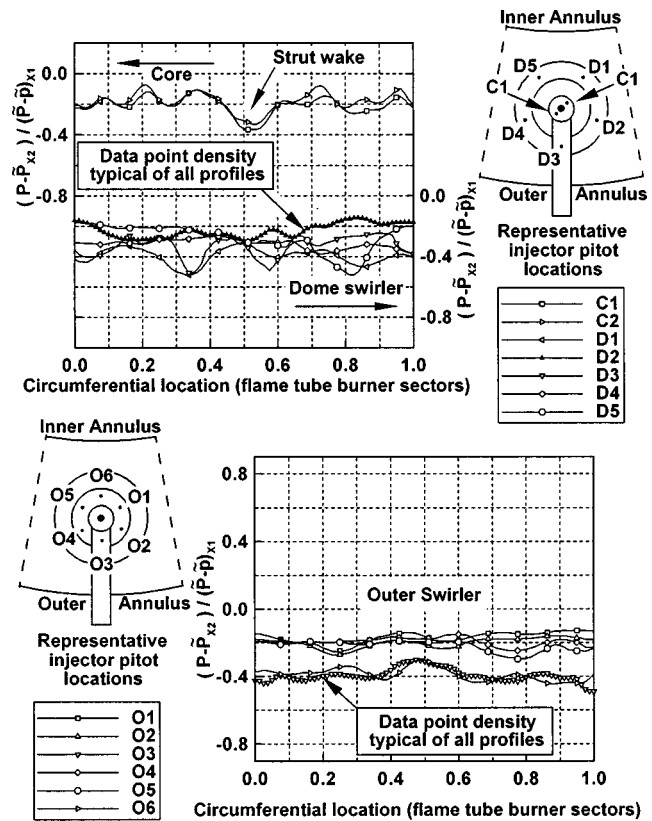 0.0
-0.4
-0.8
(P-P̃X2) / (P̃-p̃)X1
Core
Strut wake
Data point density
typical of all profiles
Dome swirler
0.0
-0.4
-0.8
(P-P̃X2) / (P̃-p̃)X1
0.0 0.2 0.4 0.6 0.8 1.0
Circumferential location (flame tube burner sectors)
Inner Annulus
D5 D1
C1 C1
D4 D2
D3
Outer Annulus
Representative
injector pitot
locations
C1
C2
D1
D2
D3
D4
D5
Inner Annulus
O6
O5 O1
O4 O2
O3
Outer Annulus
Representative
injector pitot
locations
O1
O2
O3
O4
O5
O6
0.8
0.4
0.0
-0.4
-0.8
(P-P̃X2) / (P̃-p̃)X1
Outer Swirler
Data point density
typical of all profiles
0.0 0.2 0.4 0.6 0.8 1.0
Circumferential location (flame tube burner sectors)